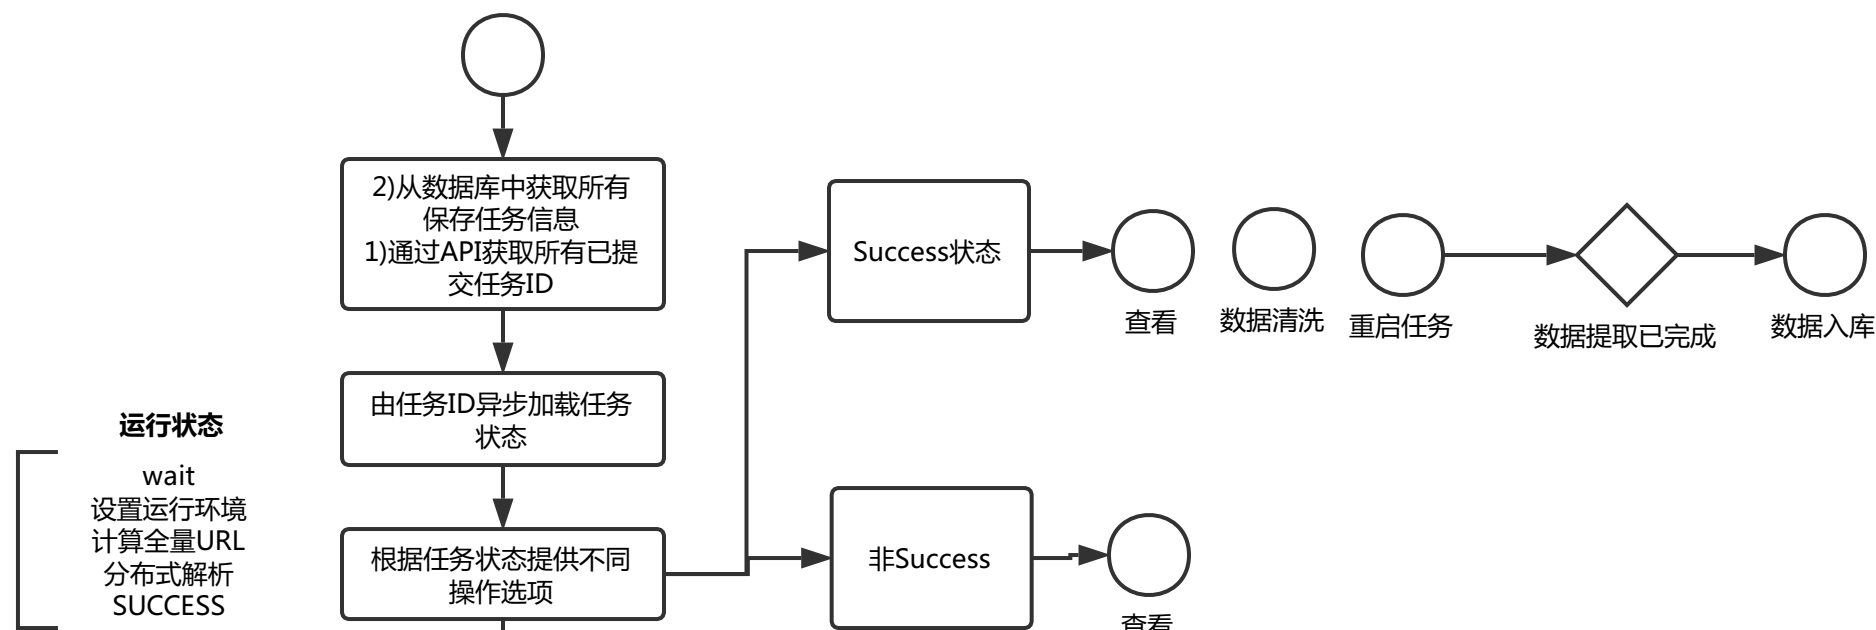 2)从数据库中获取所有
保存任务信息
1)通过API获取所有已提
交任务ID
Success状态
查看
数据清洗
重启任务
数据提取已完成
数据入库
由任务ID异步加载任务
状态
运行状态
wait
设置运行环境
计算全量URL
分布式解析
SUCCESS
根据任务状态提供不同
操作选项
非Success
查看